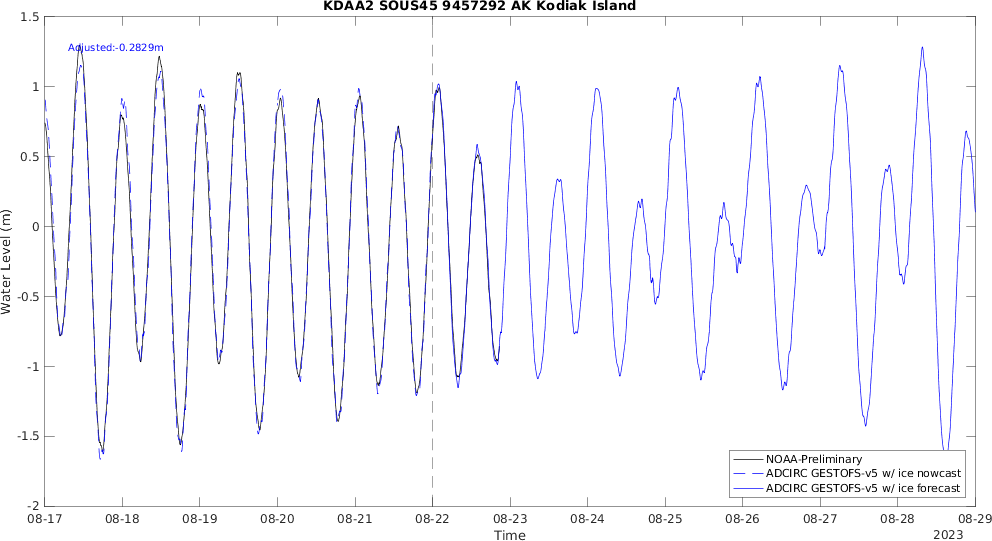 KDAA2 SOUS45 9457292 AK Kodiak Island
Adjusted:-0.2829m
Water Level (m)
1.5
1
0.5
0
-0.5
-1
-1.5
-2
NOAA-Preliminary
ADCIRC GESTOFS-v5 w/ ice nowcast
ADCIRC GESTOFS-v5 w/ ice forecast
08-17 08-18 08-19 08-20 08-21 08-22 08-23 08-24 08-25 08-26 08-27 08-28 08-29
Time
2023